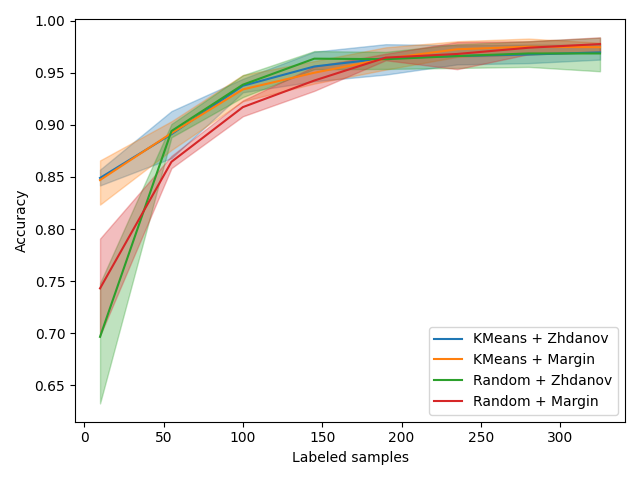 1.00
0.95
0.90
0.85
0.80
0.75
0.70
0.65
Accuracy
0
50
100
150
200
250
300
Labeled samples
KMeans + Zhdanov
KMeans + Margin
Random + Zhdanov
Random + Margin